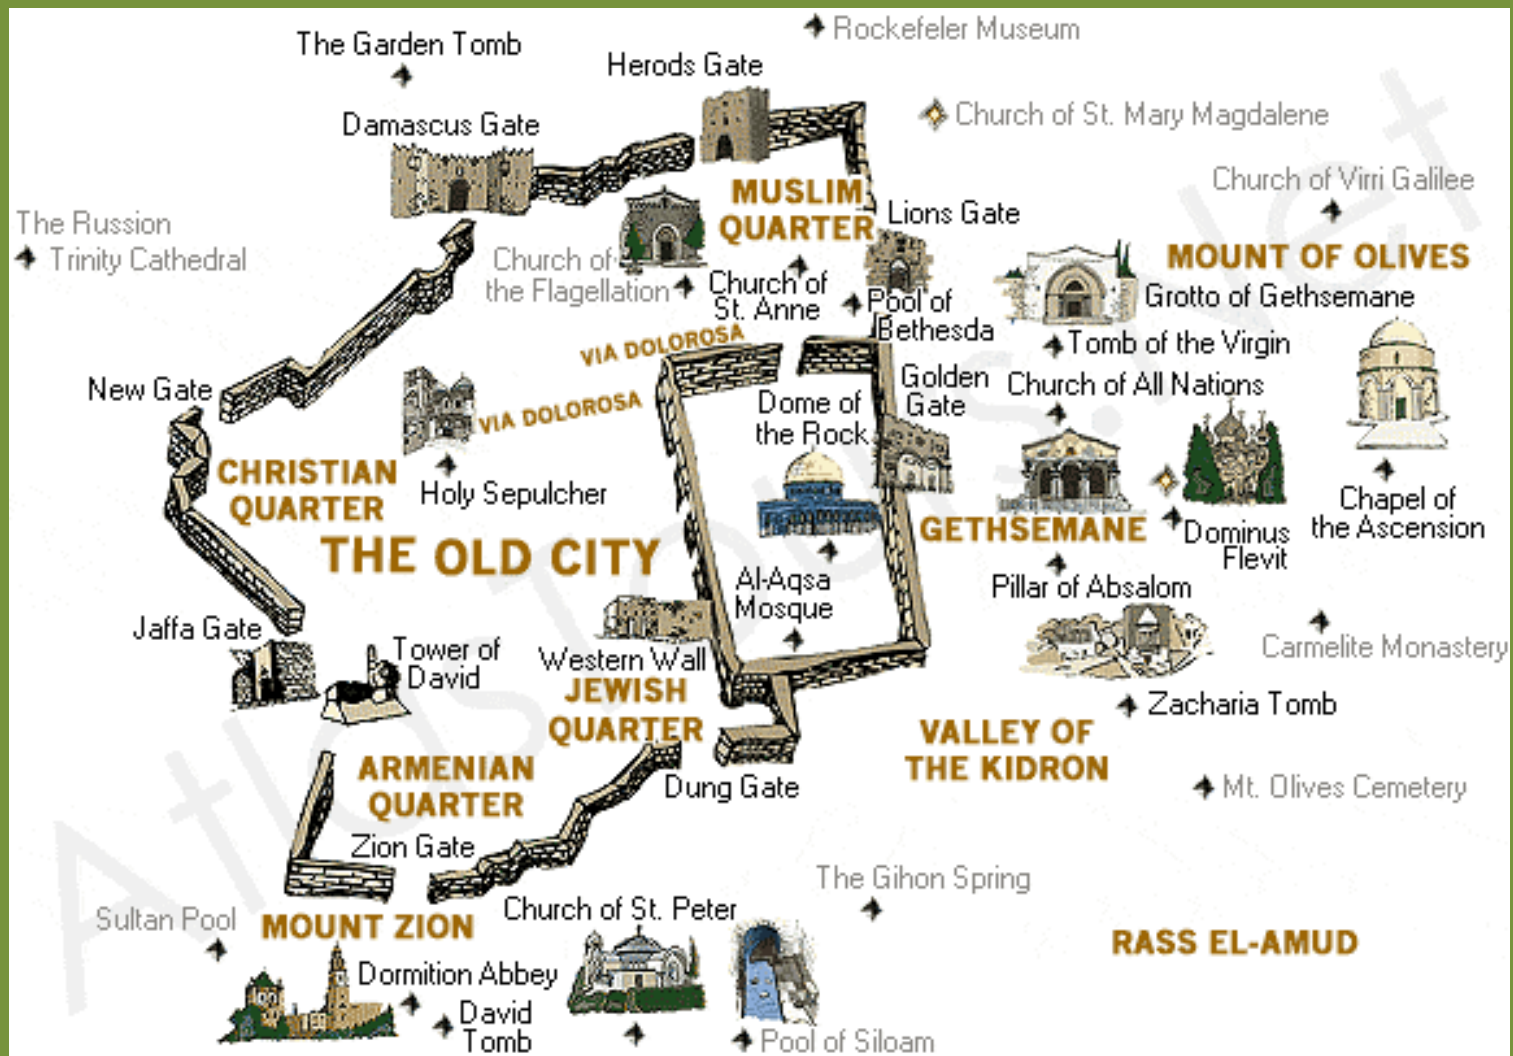 Rockefeler Museum
The Garden Tomb
Herods Gate
Church of St. Mary Magdalene
Damascus Gate
Church of Virri Galilee
MUSLIM
QUARTER
Lions Gate
The Russion
Trinity Cathedral
MOUNT OF OLIVES
Church of
the Flagellation
Church of
St. Anne
Grotto of Gethsemane
Pool of
Bethesda
VIA DOLOROSA
Tomb of the Virgin
New Gate
Golden
Gate
Church of All Nations
VIA DOLOROSA
Dome of
the Rock
CHRISTIAN
QUARTER
Holy Sepulcher
Chapel of
the Ascension
GETHSEMANE
Dominus
Flevit
THE OLD CITY
Al-Aqsa
Mosque
Pillar of Absalom
Jaffa Gate
Tower of
David
Western Wall
Carmelite Monastery
JEWISH
QUARTER
Zacharia Tomb
VALLEY OF
THE KIDRON
ARMENIAN
QUARTER
Dung Gate
Mt. Olives Cemetery
Zion Gate
The Gihon Spring
Sultan Pool
MOUNT ZION
Church of St. Peter
RASS EL-AMUD
Dormition Abbey
David
Tomb
Pool of Siloam
AtlasTours.Net